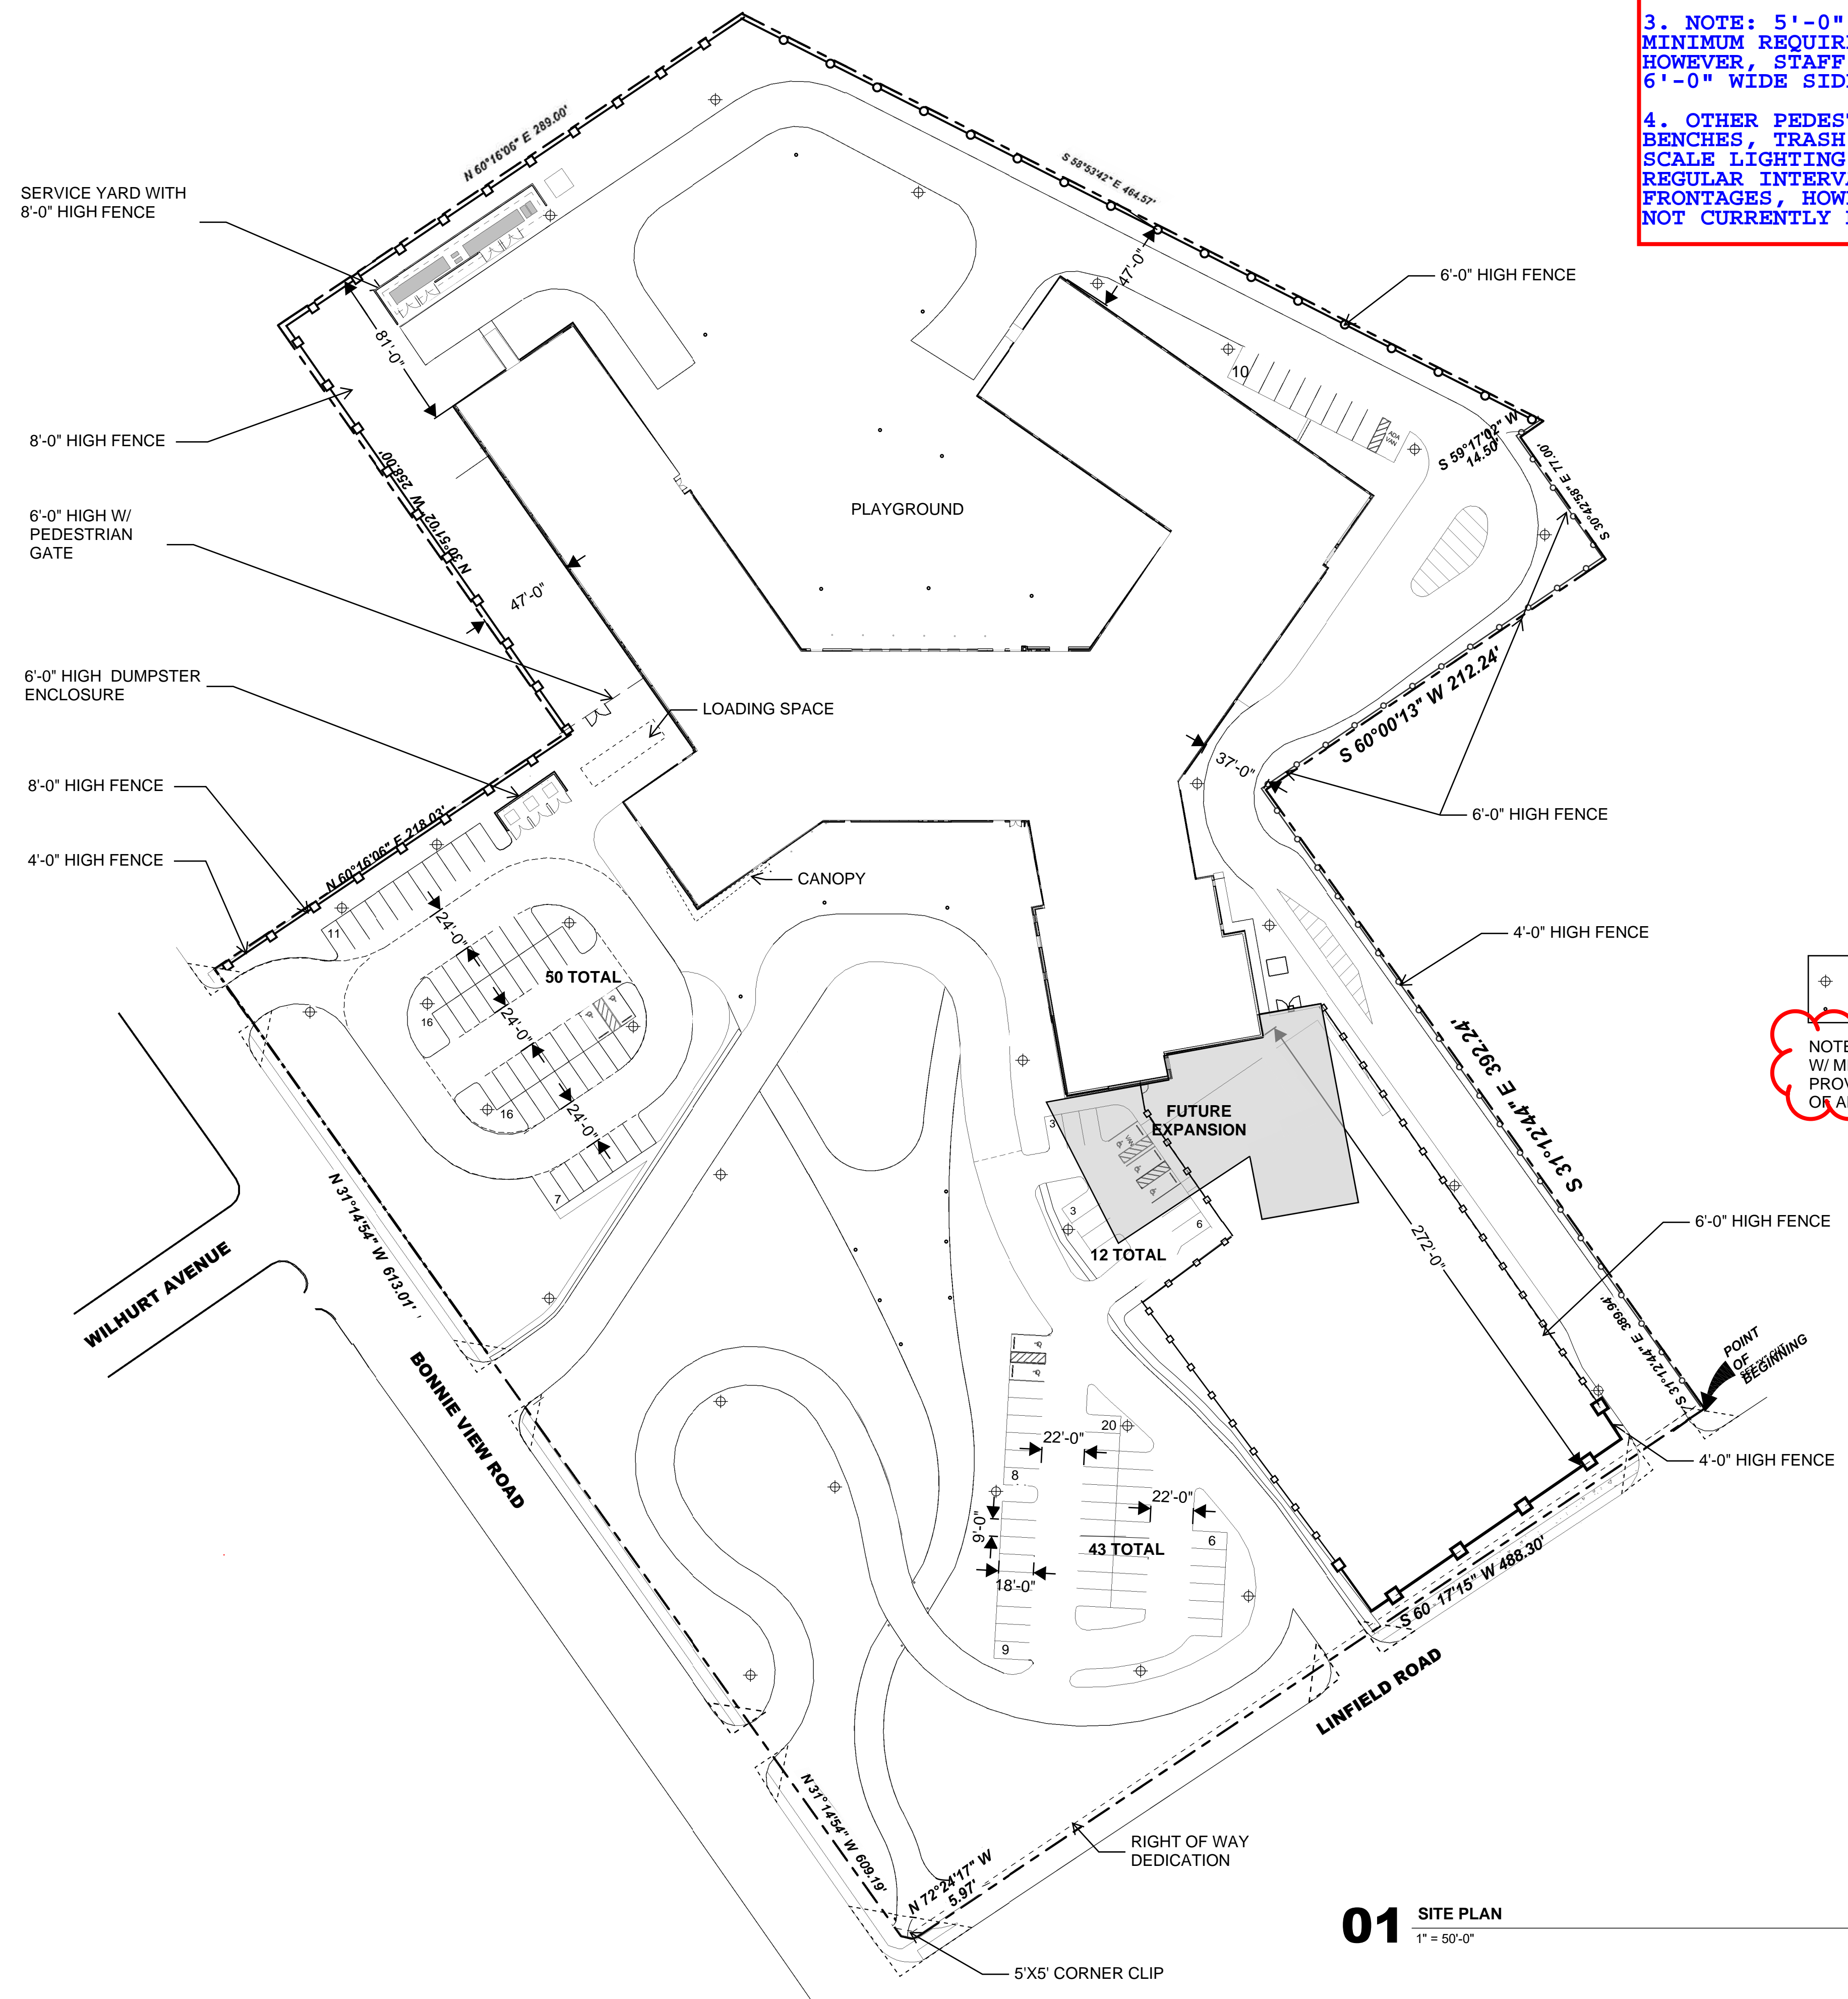 3. NOTE: 5'-0"
MINIMUM
HOWEVER, STAFF
6'-0" WIDE
4. OTHER
BENCHES, TRASH
SCALE LIGHTING
REGULAR
FRONTAGES,
NOT CURRENTLY
N 60°16'06" E 289.00'
S 58°53'42" E 464.57'
SERVICE YARD WITH
8'-0" HIGH FENCE
47'-0"
6'-0" HIGH FENCE
81'-0"
10
ADA
VAN
S 59°17'02" W
14.50'
S 30°42'58" E 77.00'
8'-0" HIGH FENCE
N 30°51'02" W 258.00'
6'-0" HIGH W/
PEDESTRIAN
GATE
PLAYGROUND
47'-0"
6'-0" HIGH DUMPSTER
ENCLOSURE
LOADING SPACE
S 60°00'13" W 212.24'
37'-0"
8'-0" HIGH FENCE
6'-0" HIGH FENCE
N 60°16'06" E 218.03'
4'-0" HIGH FENCE
CANOPY
11
24'-0"
50 TOTAL
4'-0" HIGH FENCE
16
24'-0"
S 31°12'44" E 392.24'
NOTE
W/
OF
16
24'-0"
3
FUTURE
EXPANSION
VAN
7
3
6
12 TOTAL
272'-0"
6'-0" HIGH FENCE
N 31°14'54" W 613.01'
WILHURT AVENUE
BONNIE VIEW ROAD
S 31°12'44" E 389.94'
POINT
OF
BEGINNING
20
22'-0"
8
4'-0" HIGH FENCE
22'-0"
9'-0"
43 TOTAL
6
18'-0"
9
S 60 17'15" W 488.30'
LINFIELD ROAD
N 31°14'54" W 609.19'
RIGHT OF WAY
DEDICATION
N 72°24'17" W
5.97'
01 SITE PLAN
1" = 50'-0"
5'X5' CORNER CLIP